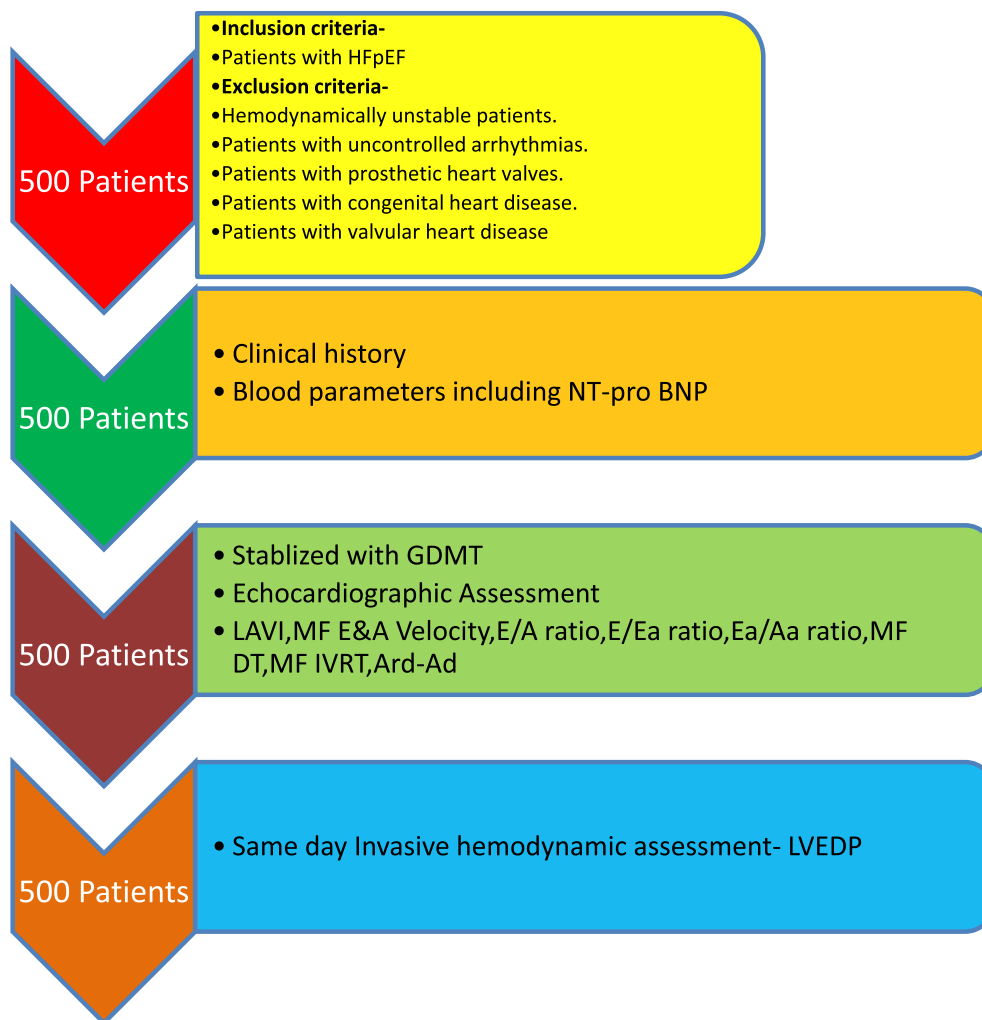 500 Patients
•Inclusion criteria-
•Patients with HFpEF
•Exclusion criteria-
•Hemodynamically unstable patients.
•Patients with uncontrolled arrhythmias.
•Patients with prosthetic heart valves.
•Patients with congenital heart disease.
•Patients with valvular heart disease
500 Patients
• Clinical history
• Blood parameters including NT-pro BNP
500 Patients
• Stablized with GDMT
• Echocardiographic Assessment
• LAVI,MF E&A Velocity,E/A ratio,E/Ea ratio,Ea/Aa ratio,MF
DT,MF IVRT,Ard-Ad
500 Patients
• Same day Invasive hemodynamic assessment- LVEDP